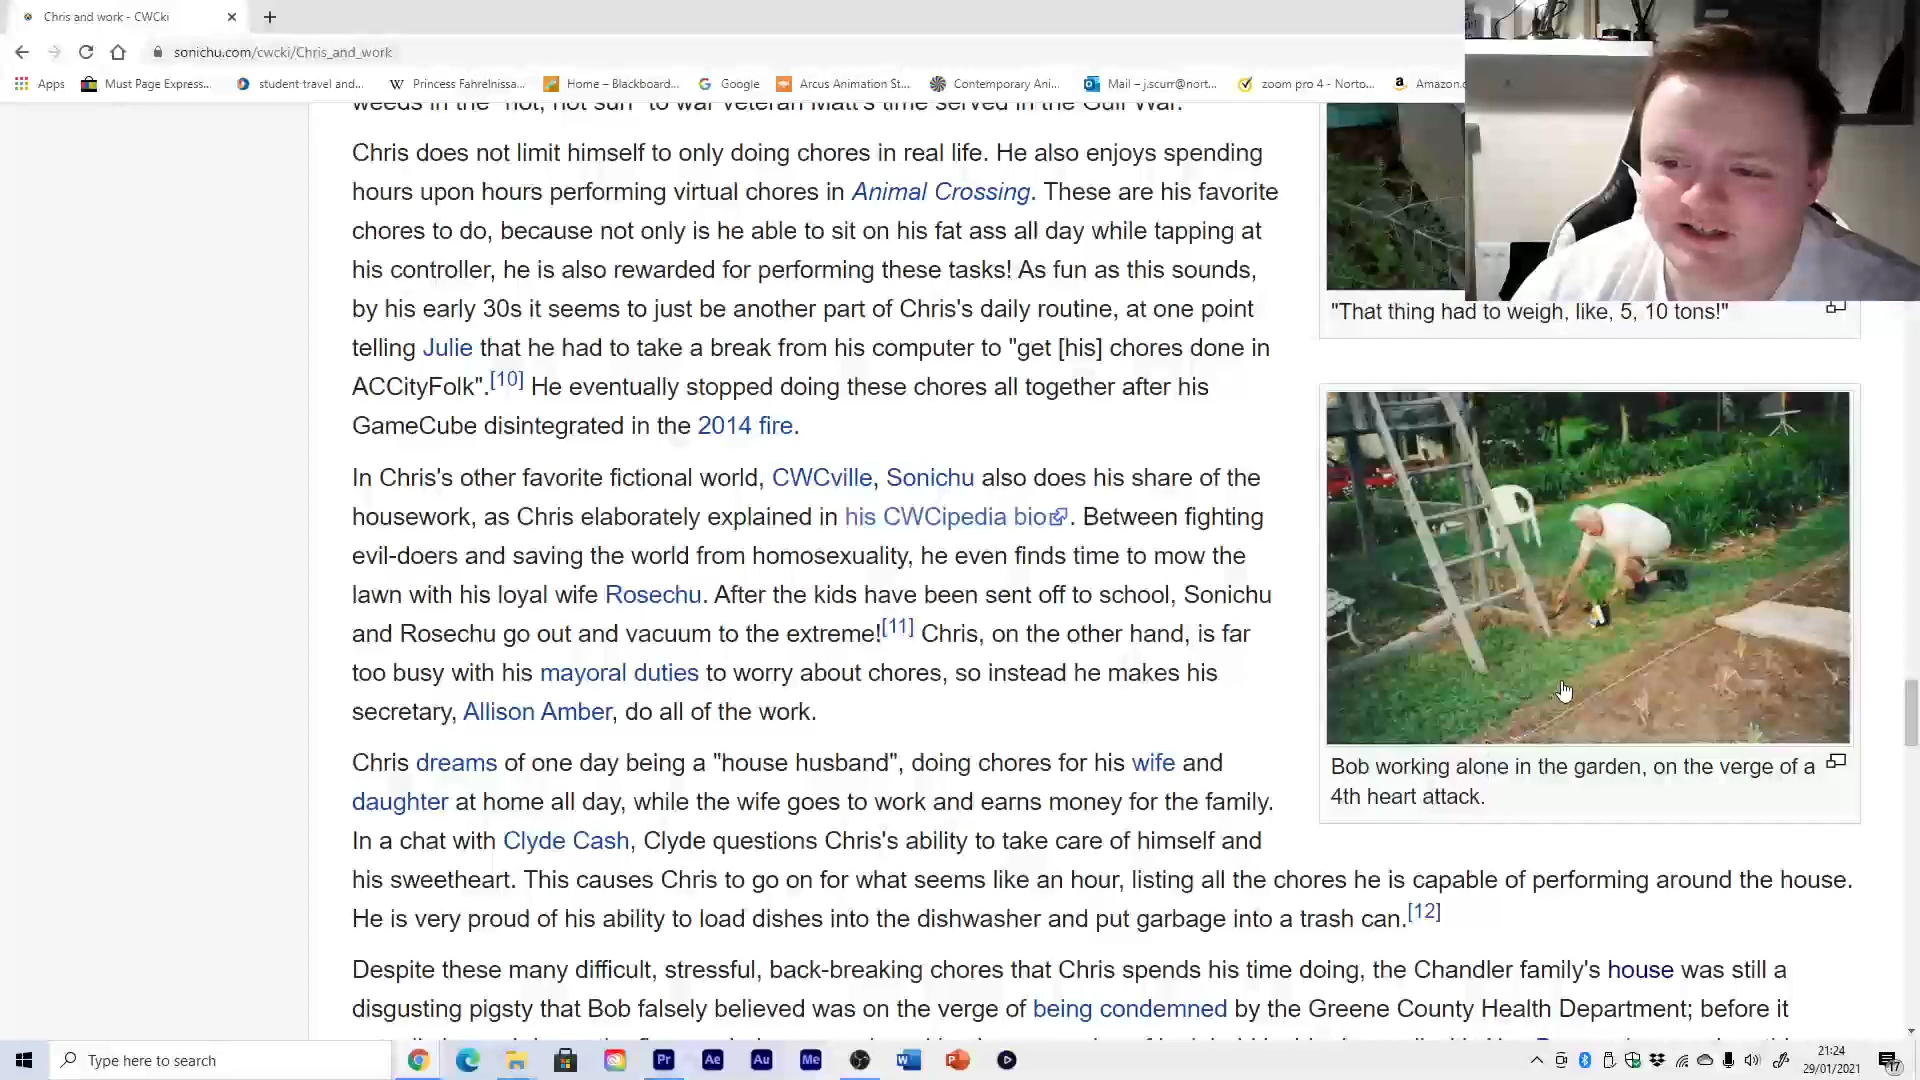 Chris and work - CWCki
sonichu.com/cwcki/Chris_and_work
Apps Must Page Express... student travel and... Princess Fahrelnissa... Home – Blackboard... Google Arcus Animation St... Contemporary Ani... Mail – j.scurr@nort... zoom pro 4 - Norto... Amazon.c
weeds in the "hot, hot sun" to war veteran Matt's time served in the Gulf War.
Chris does not limit himself to only doing chores in real life. He also enjoys spending
hours upon hours performing virtual chores in Animal Crossing. These are his favorite
chores to do, because not only is he able to sit on his fat ass all day while tapping at
his controller, he is also rewarded for performing these tasks! As fun as this sounds,
by his early 30s it seems to just be another part of Chris's daily routine, at one point
telling Julie that he had to take a break from his computer to "get [his] chores done in
ACCityFolk".[10] He eventually stopped doing these chores all together after his
GameCube disintegrated in the 2014 fire.
In Chris's other favorite fictional world, CWCville, Sonichu also does his share of the
housework, as Chris elaborately explained in his CWCipedia bio. Between fighting
evil-doers and saving the world from homosexuality, he even finds time to mow the
lawn with his loyal wife Rosechu. After the kids have been sent off to school, Sonichu
and Rosechu go out and vacuum to the extreme![11] Chris, on the other hand, is far
too busy with his mayoral duties to worry about chores, so instead he makes his
secretary, Allison Amber, do all of the work.
Chris dreams of one day being a "house husband", doing chores for his wife and
daughter at home all day, while the wife goes to work and earns money for the family.
In a chat with Clyde Cash, Clyde questions Chris's ability to take care of himself and
his sweetheart. This causes Chris to go on for what seems like an hour, listing all the chores he is capable of performing around the house.
He is very proud of his ability to load dishes into the dishwasher and put garbage into a trash can.[12]
Despite these many difficult, stressful, back-breaking chores that Chris spends his time doing, the Chandler family's house was still a
disgusting pigsty that Bob falsely believed was on the verge of being condemned by the Greene County Health Department; before it
"That thing had to weigh, like, 5, 10 tons!"
Bob working alone in the garden, on the verge of a
4th heart attack.
Type here to search
Pr Ae Au Me
21:24
29/01/2021
17